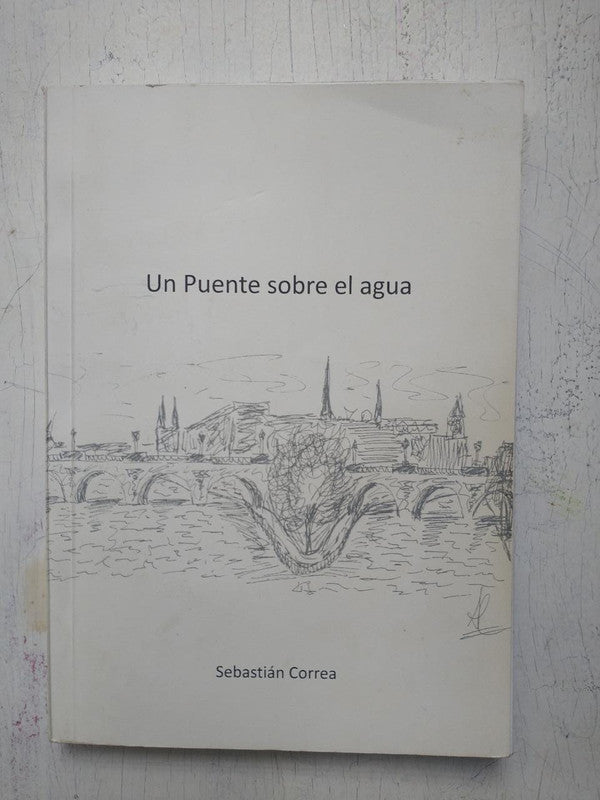 Un Puente sobre el agua
Sebastián Correa